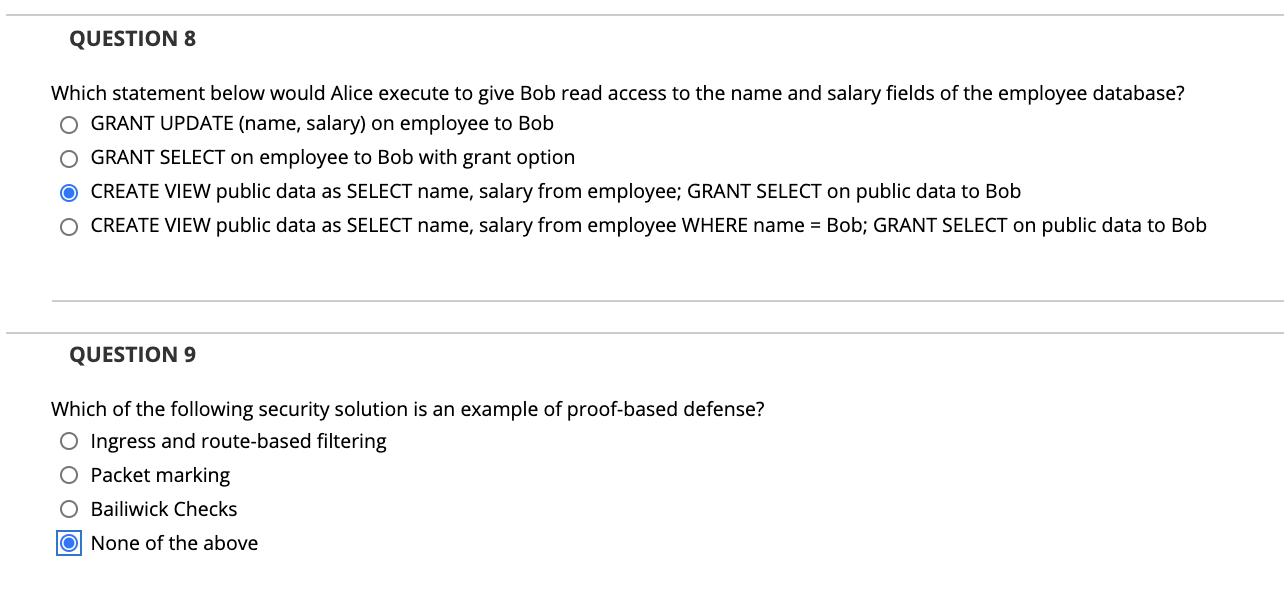 QUESTION 8
Which statement below would Alice execute to give Bob read access to the name and salary fields of the employee database?
GRANT UPDATE (name, salary) on employee to Bob
GRANT SELECT on employee to Bob with grant option
CREATE VIEW public data as SELECT name, salary from employee; GRANT SELECT on public data to Bob
CREATE VIEW public data as SELECT name, salary from employee WHERE name = Bob; GRANT SELECT on public data to Bob
QUESTION 9
Which of the following security solution is an example of proof-based defense?
Ingress and route-based filtering
Packet marking
Bailiwick Checks
None of the above